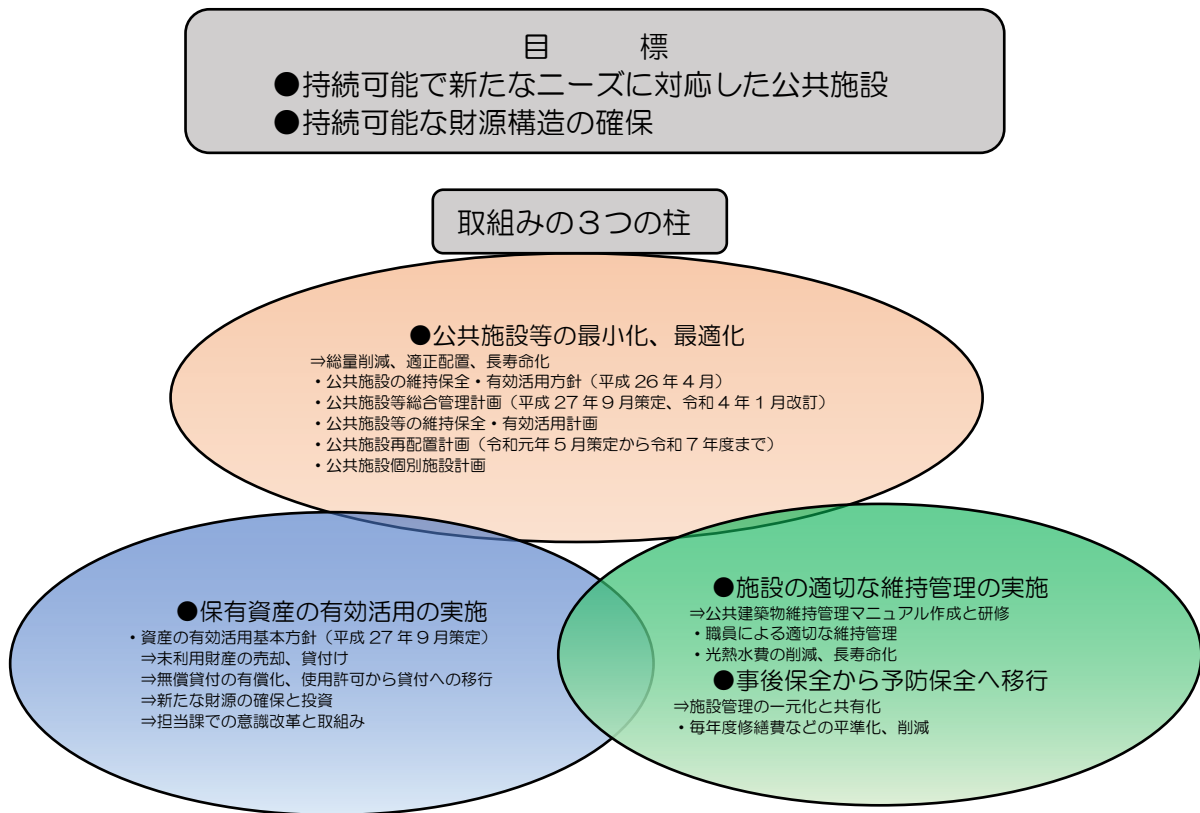 目　　標
●持続可能で新たなニーズに対応した公共施設
●持続可能な財源構造の確保
取組みの３つの柱
●公共施設等の最小化、最適化
⇒総量削減、適正配置、長寿命化
・公共施設の維持保全・有効活用方針（平成 26 年 4 月）
・公共施設等総合管理計画（平成 27 年 9 月策定、令和 4 年 1 月改訂）
・公共施設等の維持保全・有効活用計画
・公共施設再配置計画（令和元年 5 月策定から令和 7 年度まで）
・公共施設個別施設計画
●保有資産の有効活用の実施
・資産の有効活用基本方針（平成 27 年 9 月策定）
⇒未利用財産の売却、貸付け
⇒無償貸付の有償化、使用許可から貸付への移行
⇒新たな財源の確保と投資
⇒担当課での意識改革と取組み
●施設の適切な維持管理の実施
⇒公共建築物維持管理マニュアル作成と研修
・職員による適切な維持管理
・光熱水費の削減、長寿命化
●事後保全から予防保全へ移行
⇒施設管理の一元化と共有化
・毎年度修繕費などの平準化、削減